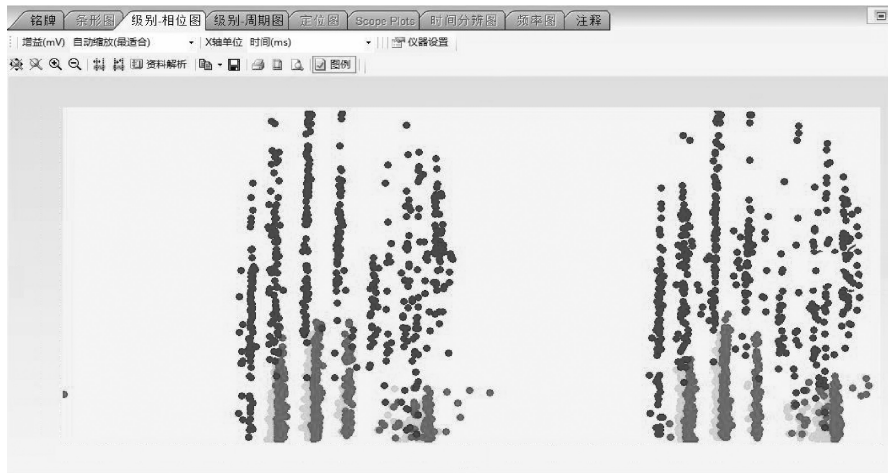 铭牌 条形图 级别-相位图 级别-周期图 定位图 Scope Plots 时间分辨图 频率图 注释
增益(mV) 自动缩放(最适合) X轴单位 时间(ms) 仪器设置
资料解析 图例